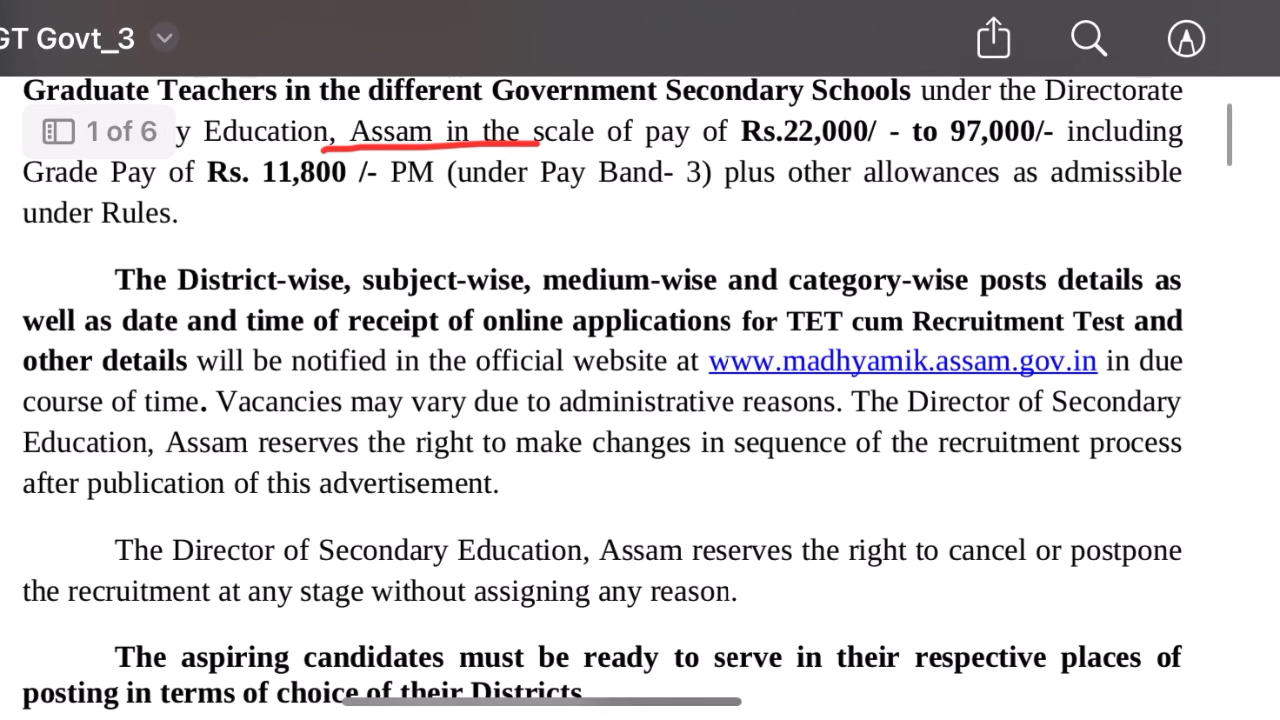 GT Govt_3
Graduate Teachers in the different Government Secondary Schools under the Directorate
1 of 6 y Education, Assam in the scale of pay of Rs.22,000/ - to 97,000/- including
Grade Pay of Rs. 11,800 /- PM (under Pay Band- 3) plus other allowances as admissible
under Rules.
The District-wise, subject-wise, medium-wise and category-wise posts details as
well as date and time of receipt of online applications for TET cum Recruitment Test and
other details will be notified in the official website at www.madhyamik.assam.gov.in in due
course of time. Vacancies may vary due to administrative reasons. The Director of Secondary
Education, Assam reserves the right to make changes in sequence of the recruitment process
after publication of this advertisement.
The Director of Secondary Education, Assam reserves the right to cancel or postpone
the recruitment at any stage without assigning any reason.
The aspiring candidates must be ready to serve in their respective places of
posting in terms of choice of their Districts.